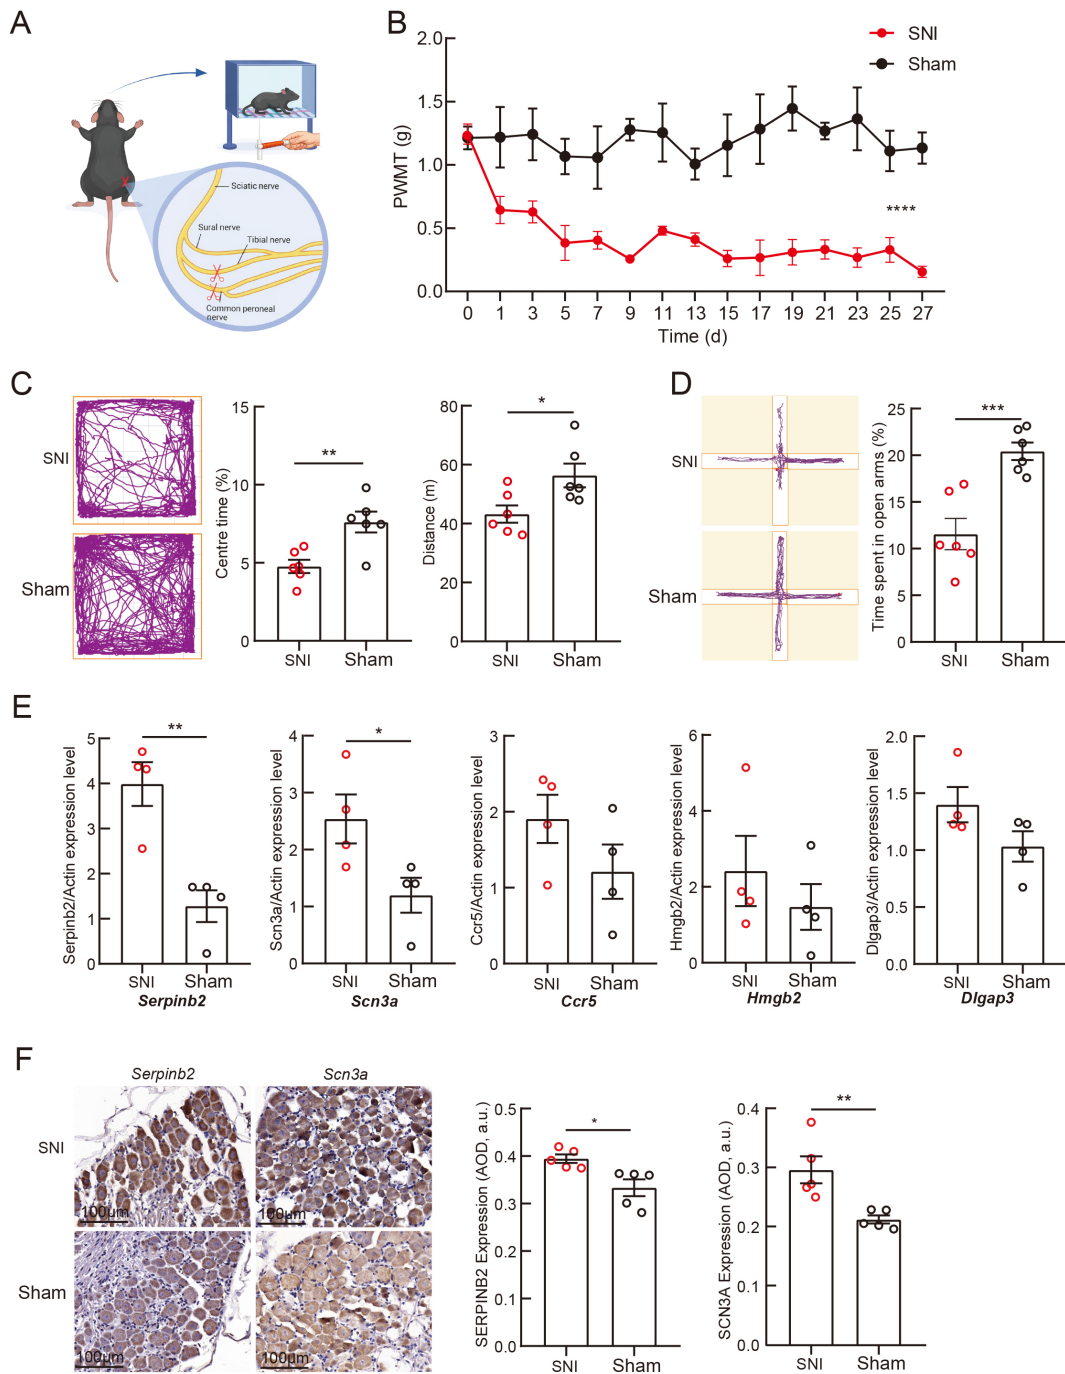 A
Sciatic nerve
Sural nerve
Tibial nerve
Common peroneal
nerve
B
PWMT (g)
2.0
1.5
1.0
0.5
0.0
SNI
Sham
****
0 1 3 5 7 9 11 13 15 17 19 21 23 25 27
Time (d)
C
SNI
Sham
Centre time (%)
15
10
5
0
**
SNI Sham
Distance (m)
80
60
40
20
0
*
SNI Sham
D
SNI
Sham
Time spent in open arms (%)
25
20
15
10
5
0
***
SNI Sham
E
Serpinb2/Actin expression level
5
4
3
2
1
0
**
SNI Sham
Serpinb2
Scn3a/Actin expression level
4
3
2
1
0
*
SNI Sham
Scn3a
Ccr5/Actin expression level
3
2
1
0
SNI Sham
Ccr5
Hmgb2/Actin expression level
6
4
2
0
SNI Sham
Hmgb2
Dlgap3/Actin expression level
2.0
1.5
1.0
0.5
0.0
SNI Sham
Dlgap3
F
Serpinb2 Scn3a
SNI
100μm 100μm
Sham
100μm 100μm
SERPINB2 Expression (AOD, a.u.)
0.5
0.4
0.3
0.2
0.1
0.0
*
SNI Sham
SCN3A Expression (AOD, a.u.)
0.4
0.3
0.2
0.1
0.0
**
SNI Sham